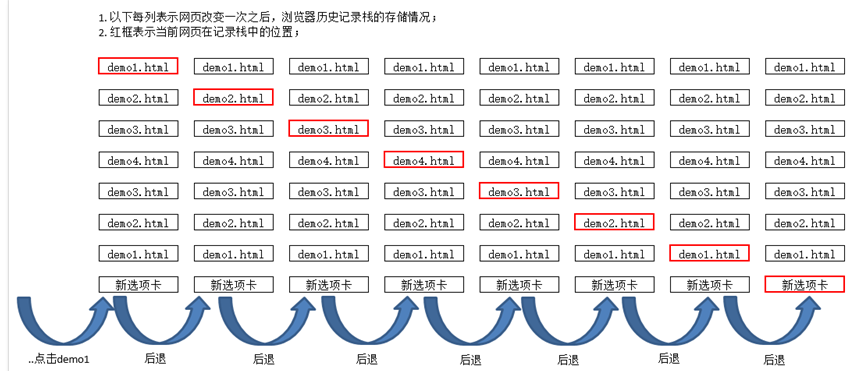 1. 以下每列表示网页改变一次之后，浏览器历史记录栈的存储情况；
2. 红框表示当前网页在记录栈中的位置；
demo1.html demo1.html demo1.html demo1.html demo1.html demo1.html demo1.html demo1.html
demo2.html demo2.html demo2.html demo2.html demo2.html demo2.html demo2.html demo2.html
demo3.html demo3.html demo3.html demo3.html demo3.html demo3.html demo3.html demo3.html
demo4.html demo4.html demo4.html demo4.html demo4.html demo4.html demo4.html demo4.html
demo3.html demo3.html demo3.html demo3.html demo3.html demo3.html demo3.html demo3.html
demo2.html demo2.html demo2.html demo2.html demo2.html demo2.html demo2.html demo2.html
demo1.html demo1.html demo1.html demo1.html demo1.html demo1.html demo1.html demo1.html
新选项卡 新选项卡 新选项卡 新选项卡 新选项卡 新选项卡 新选项卡 新选项卡
..点击demo1 后退 后退 后退 后退 后退 后退 后退